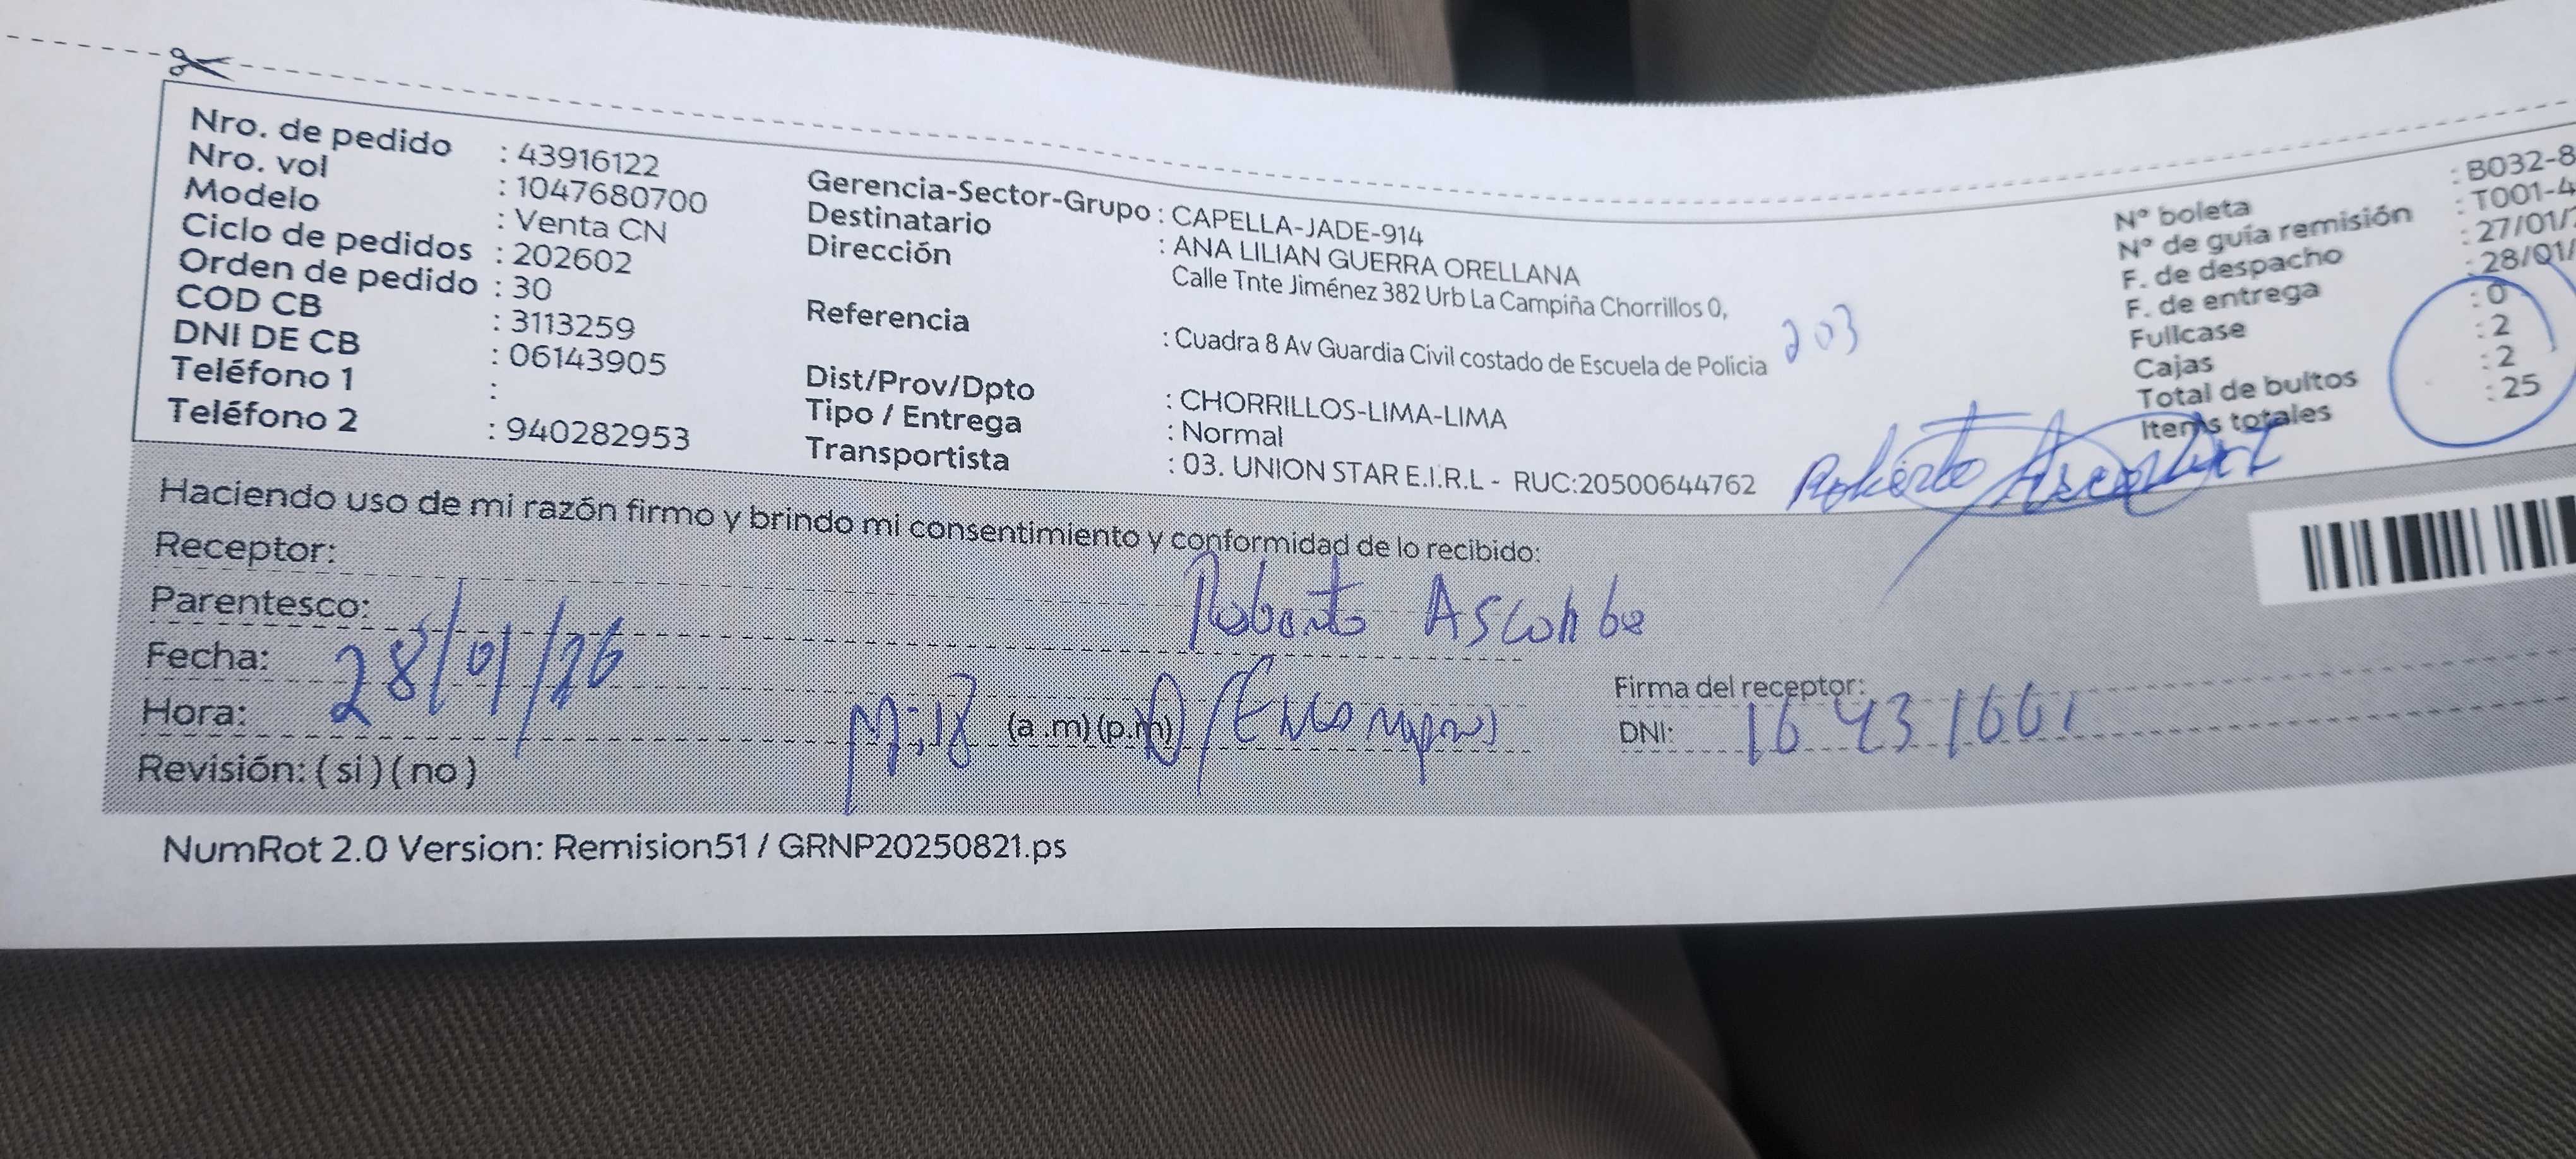 Nro. de pedido : 43916122
Nro. vol : 1047680700
Modelo : Venta CN
Ciclo de pedidos : 202602
Orden de pedido : 30
COD CB : 3113259
DNI DE CB : 06143905
Teléfono 1 :
Teléfono 2 : 940282953
Gerencia-Sector-Grupo : CAPELLA-JADE-914
Destinatario : ANA LILIAN GUERRA ORELLANA
Dirección Calle Tnte Jiménez 382 Urb La Campiña Chorrillos 0,
Referencia : Cuadra 8 Av Guardia Civil costado de Escuela de Policia
203
Dist/Prov/Dpto : CHORRILLOS-LIMA-LIMA
Tipo / Entrega : Normal
Transportista : 03. UNION STAR E.I.R.L - RUC:20500644762
N° boleta : B032-8
N° de guía remisión : T001-4
F. de despacho : 27/01/
F. de entrega : 28/01/
Fullcase : 0
Cajas : 2
Total de bultos : 2
Items totales : 25
Roberto
Haciendo uso de mi razón firmo y brindo mi consentimiento y conformidad de lo recibido:
Receptor:
Roberto
Parentesco:
Fecha: 28/01/26
Hora: (a.m)(p.m)
Firma del receptor:
DNI: 16431661
Revisión: (si)(no)
NumRot 2.0 Version: Remision51 / GRNP20250821.ps